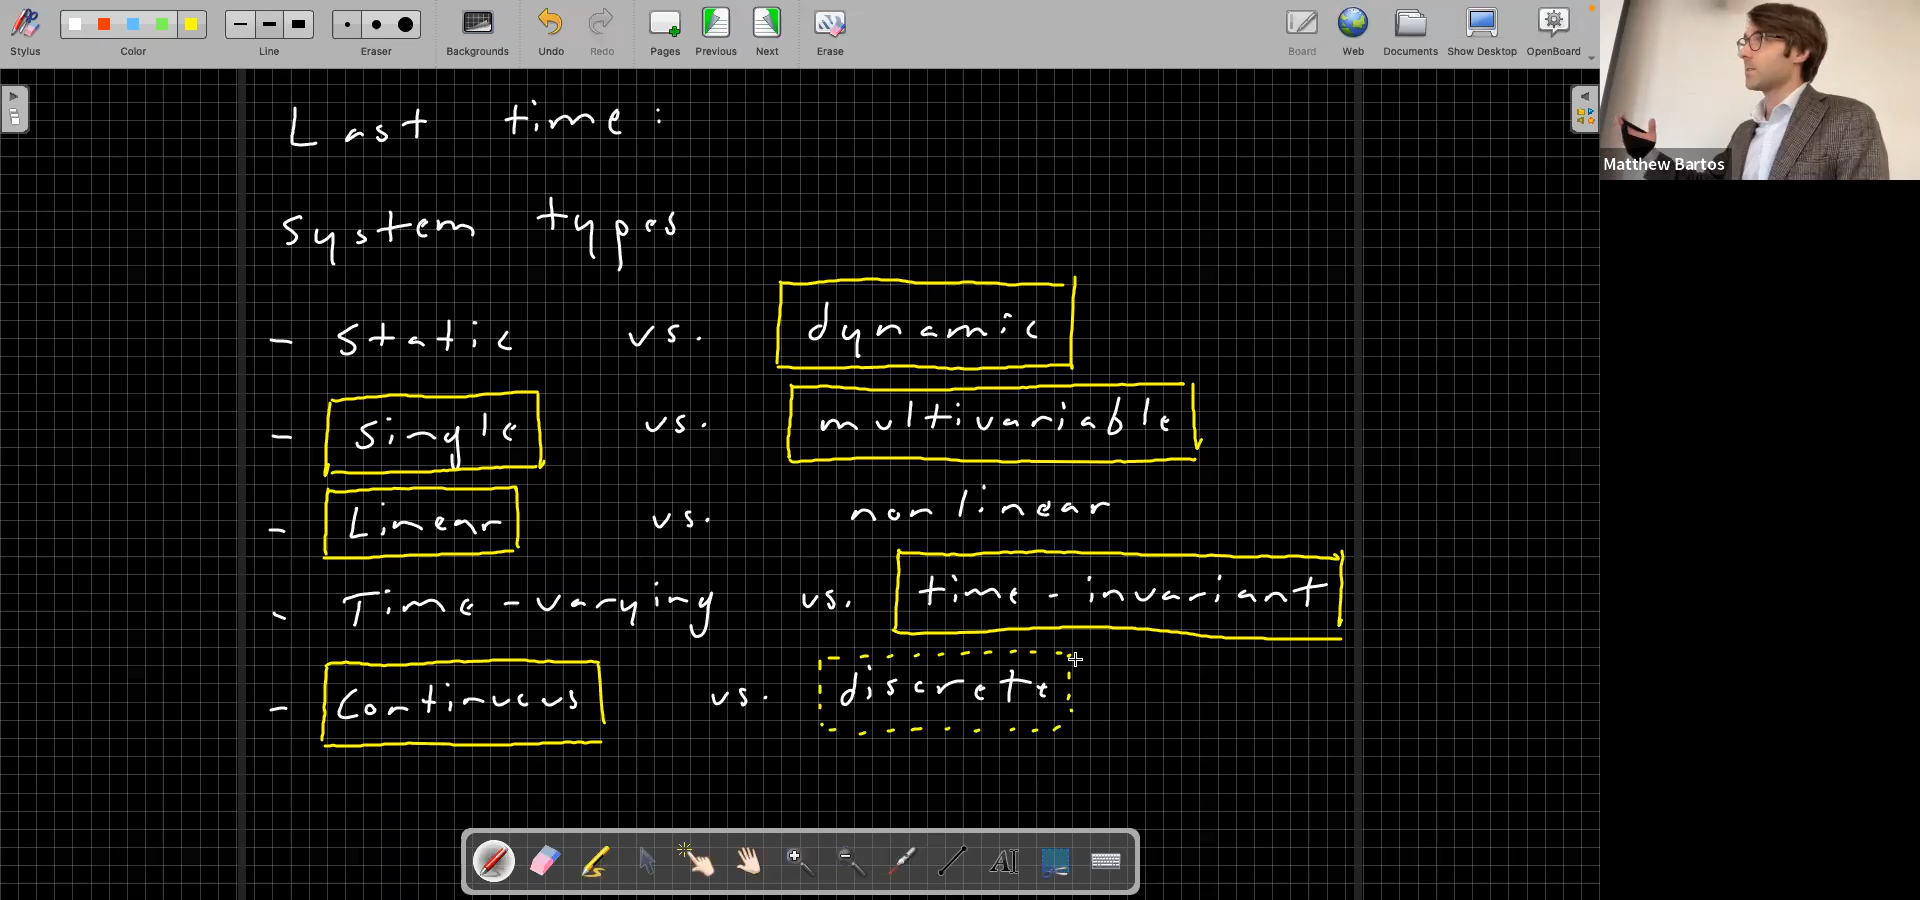 Stylus Color Line Eraser Backgrounds Undo Redo Pages Previous Next Erase Board Web Documents Show Desktop OpenBoard
Matthew Bartos
Last time:
system types
- Static vs. dynamic
- Single vs. multivariable
- Linear vs. nonlinear
- Time-varying vs. time-invariant
- Continuous vs. discrete
AI